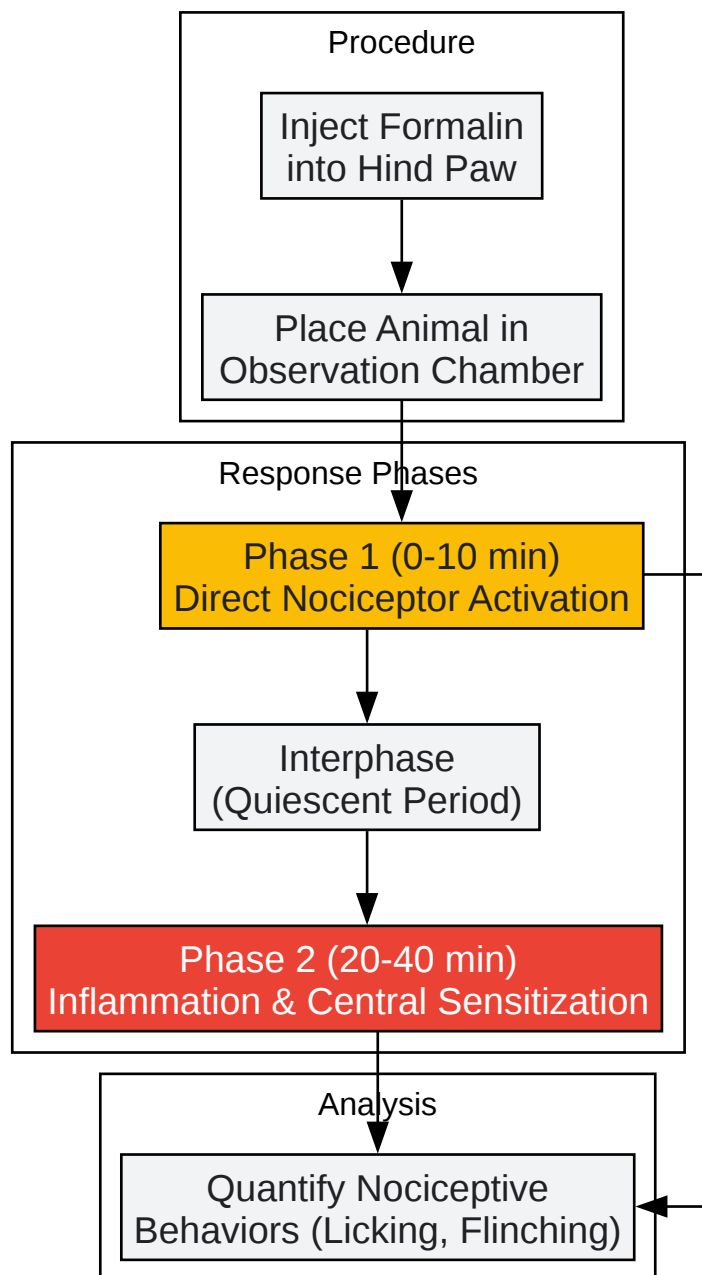 Procedure
Inject Formalin
into Hind Paw
Place Animal in
Observation Chamber
Response Phases
Phase 1 (0-10 min)
Direct Nociceptor Activation
Interphase
(Quiescent Period)
Phase 2 (20-40 min)
Inflammation & Central Sensitization
Analysis
Quantify Nociceptive
Behaviors (Licking, Flinching)